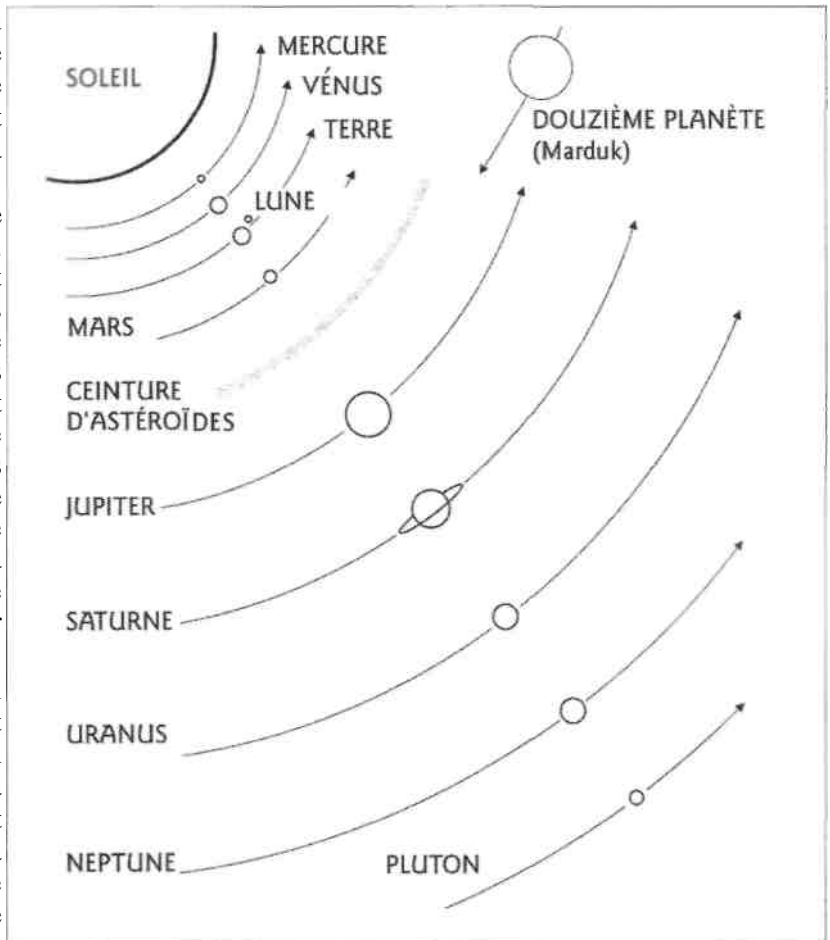 MERCURE
SOLEIL
VÉNUS
TERRE
DOUZIÈME PLANÈTE
(Marduk)
LUNE
MARS
CEINTURE
D'ASTÉROÏDES
JUPITER
SATURNE
URANUS
NEPTUNE
PLUTON